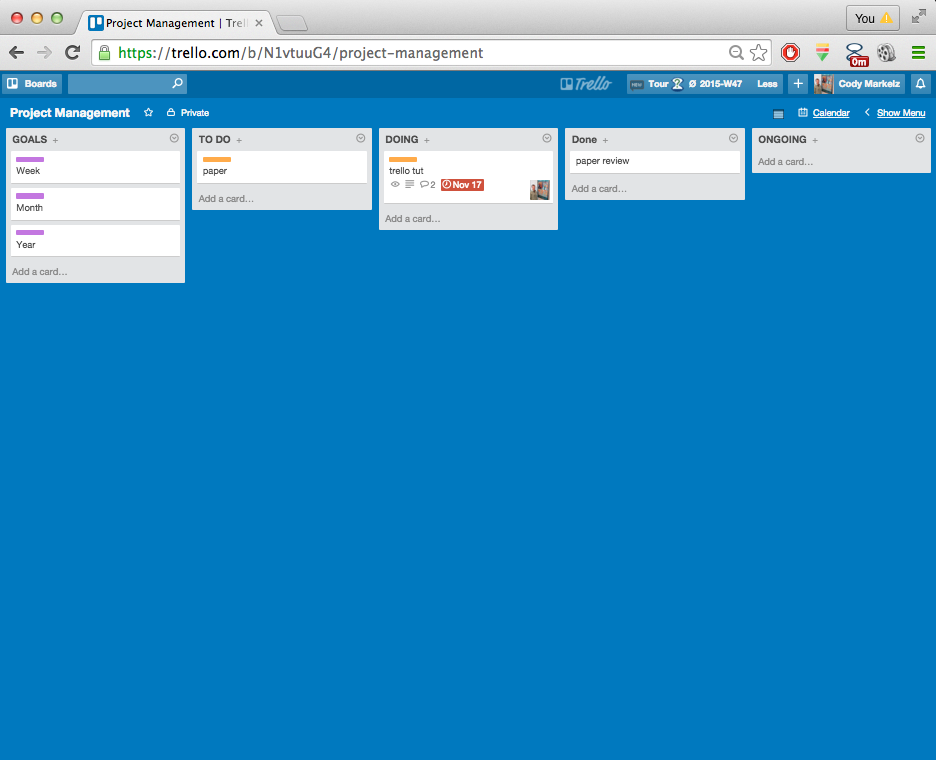 Project Management | Trel
You
https://trello.com/b/N1vtuuG4/project-management
0m
Boards
Trello
Tour
Ø 2015-W47
Less
+
Cody Markelz
Project Management
Private
Calendar
Show Menu
GOALS +
Week
Month
Year
Add a card...
TO DO +
paper
Add a card...
DOING +
trello tut
2
Nov 17
Add a card...
Done +
paper review
Add a card...
ONGOING +
Add a card...